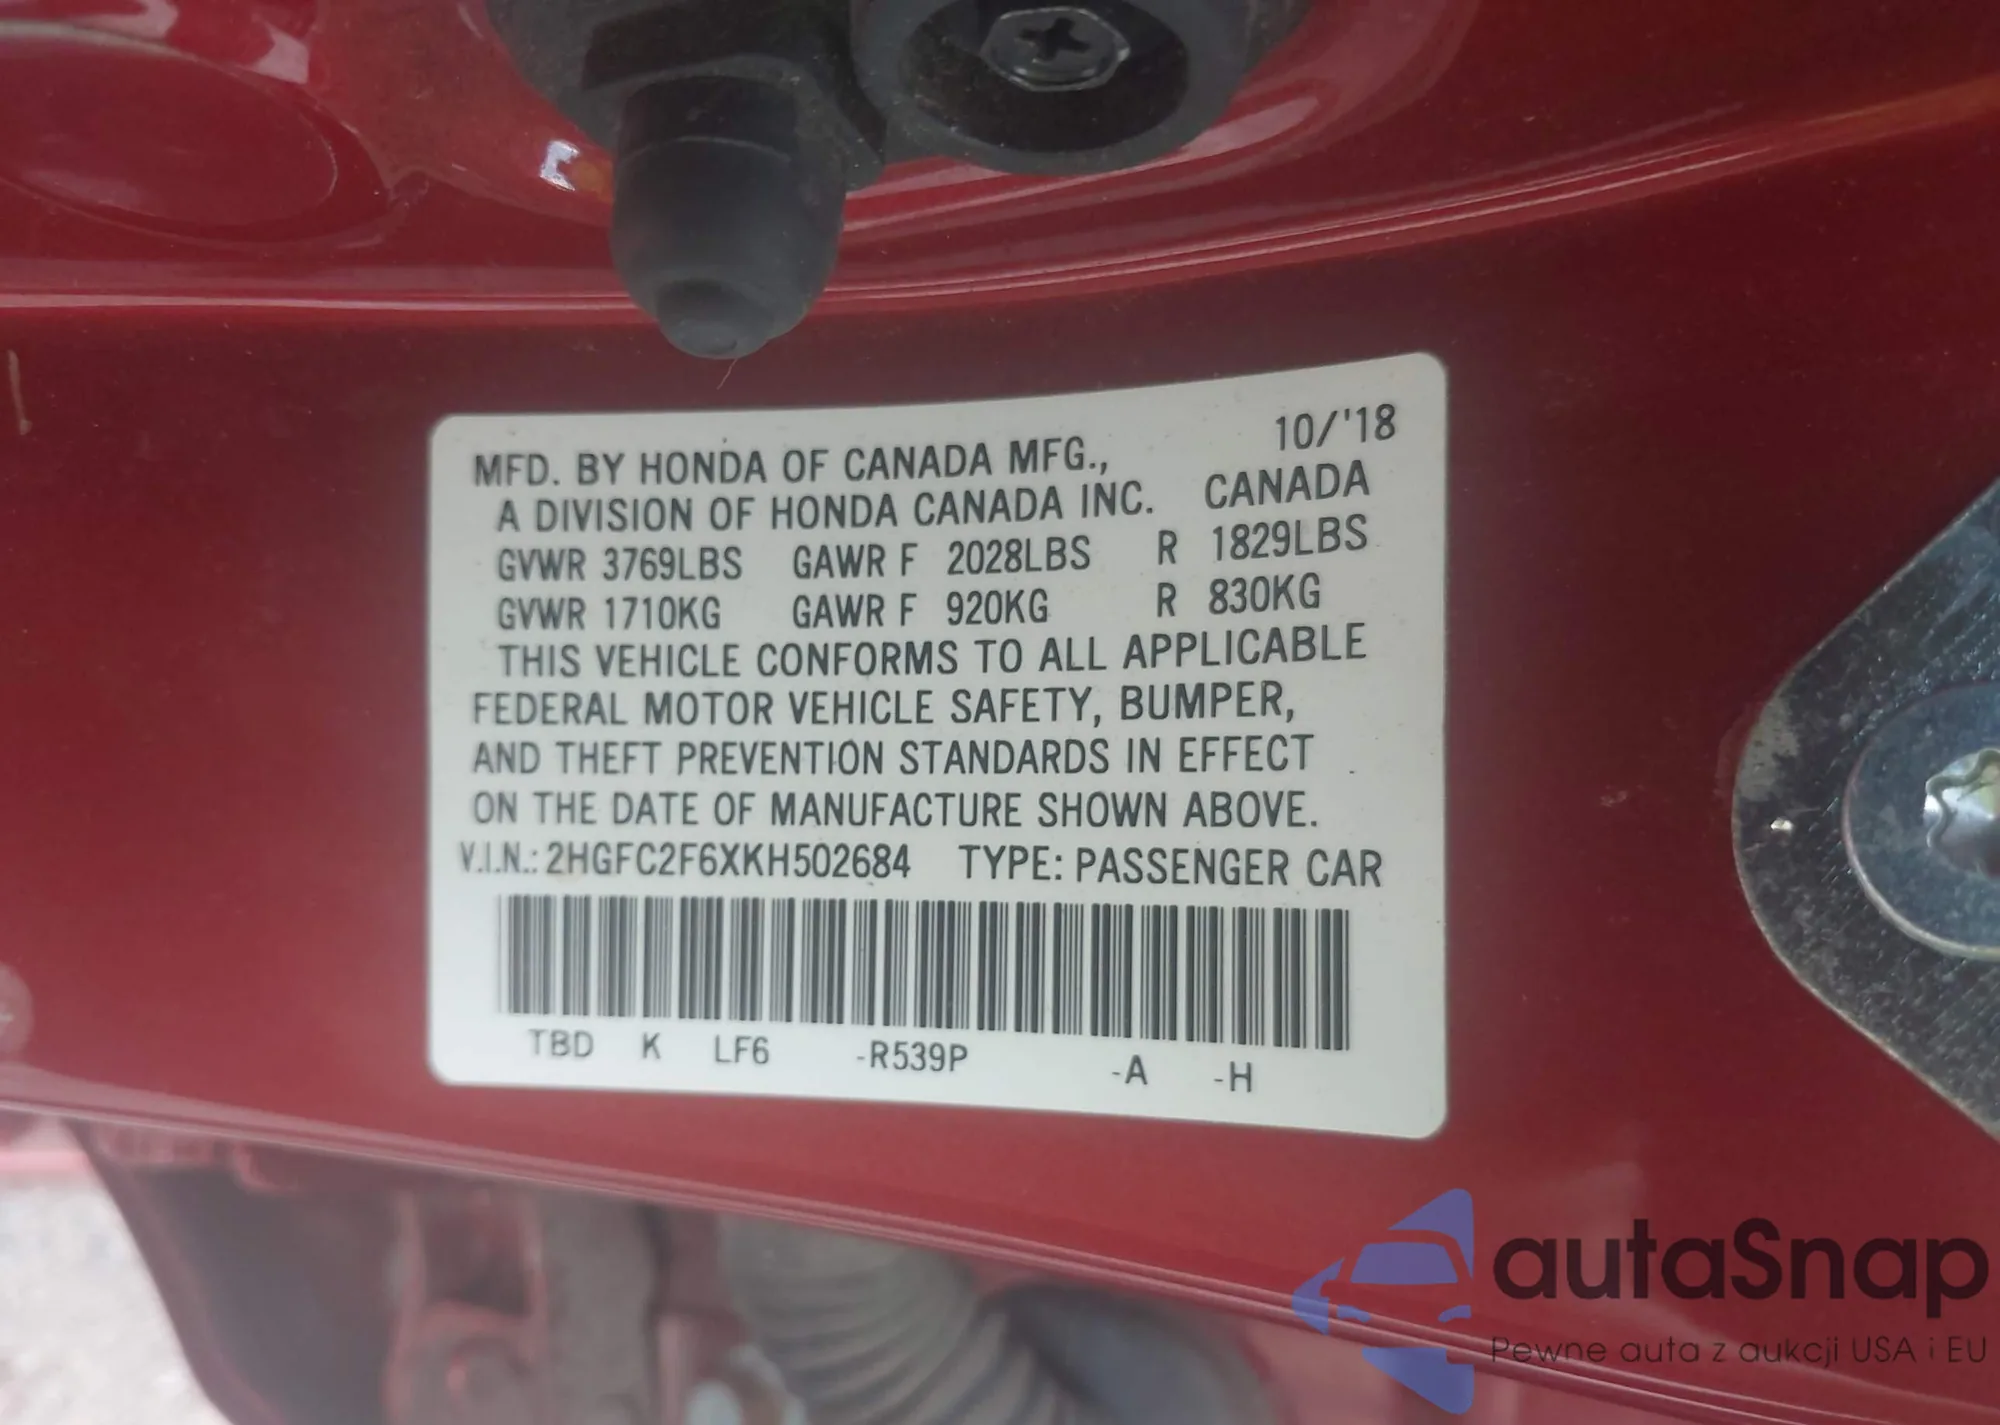 10/'18
MFD. BY HONDA OF CANADA MFG.,
A DIVISION OF HONDA CANADA INC. CANADA
GVWR 3769LBS GAWR F 2028LBS R 1829LBS
GVWR 1710KG GAWR F 920KG R 830KG
THIS VEHICLE CONFORMS TO ALL APPLICABLE
FEDERAL MOTOR VEHICLE SAFETY, BUMPER,
AND THEFT PREVENTION STANDARDS IN EFFECT
ON THE DATE OF MANUFACTURE SHOWN ABOVE.
V.I.N.: 2HGFC2F6XKH502684 TYPE: PASSENGER CAR
TBD K LF6 -R539P -A -H
autaSnap
Pewne auta z aukcji USA i EU